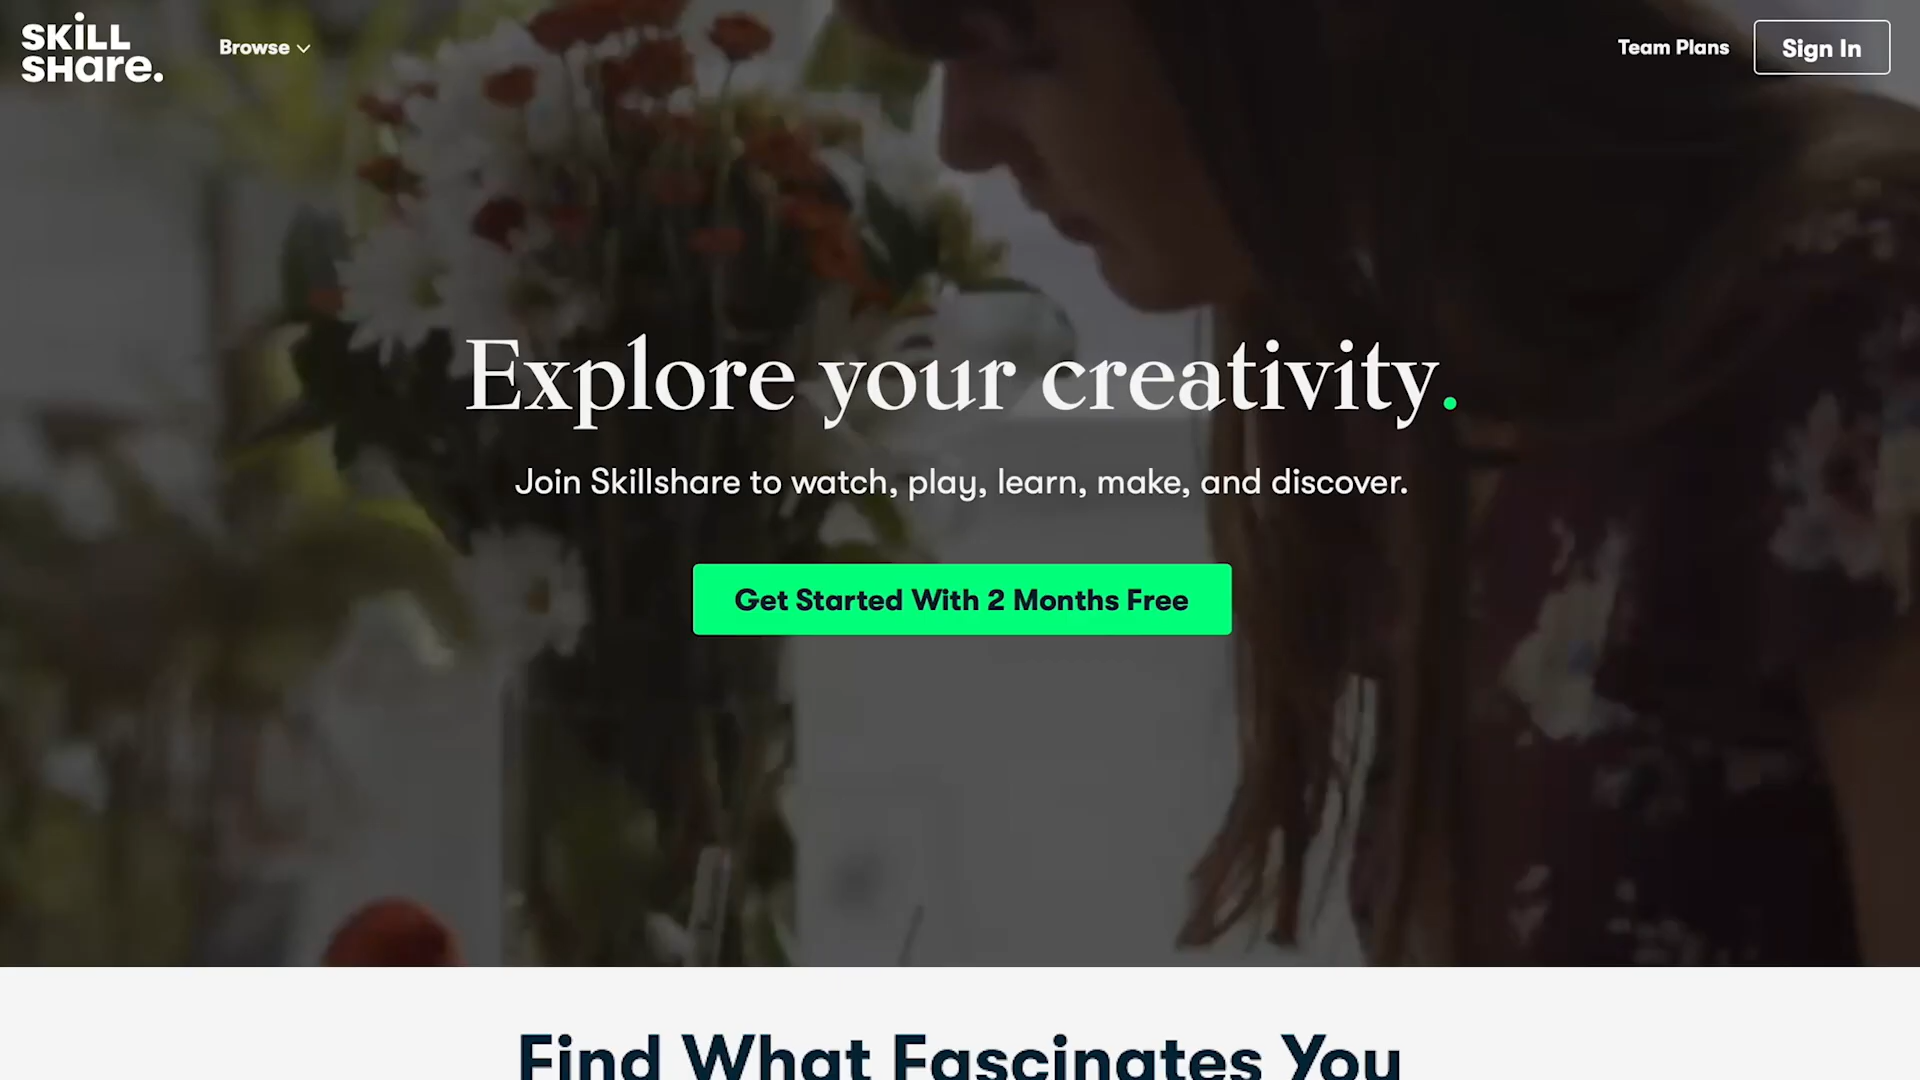 SKILL
SHare.
Browse
Team Plans
Sign In
Explore your creativity.
Join Skillshare to watch, play, learn, make, and discover.
Get Started With 2 Months Free
Find What Fascinates You